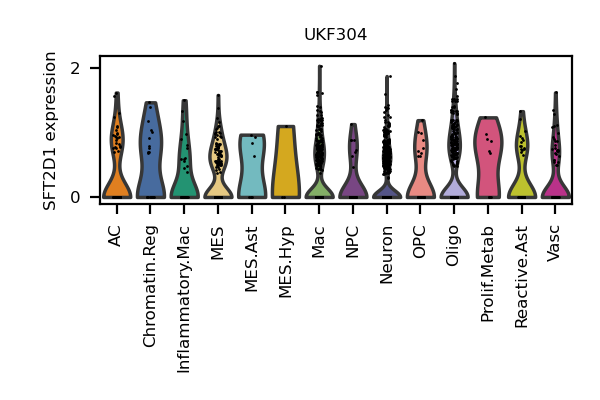 UKF304
SFT2D1 expression
2
0
AC
Chromatin.Reg
Inflammatory.Mac
MES
MES.Ast
MES.Hyp
Mac
NPC
Neuron
OPC
Oligo
Prolif.Metab
Reactive.Ast
Vasc